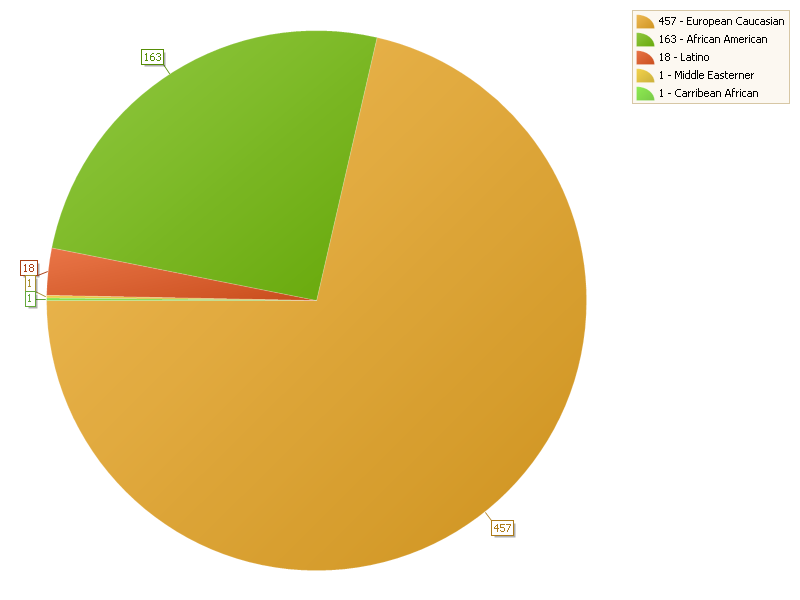 457 - European Caucasian
163 - African American
18 - Latino
1 - Middle Easterner
1 - Carribean African
163
18
1
1
457